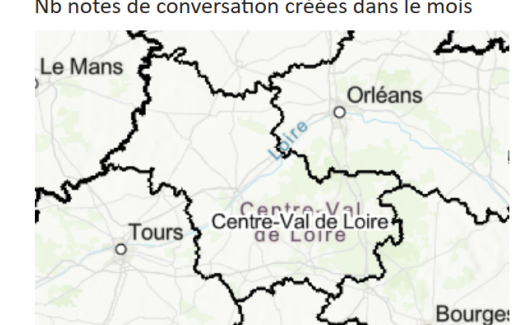 Nb notes de conversation créées dans le mois
Le Mans
Orléans
Loire
Centre-Val
de Loire
Centre-Val de Loire
Tours
Bourges